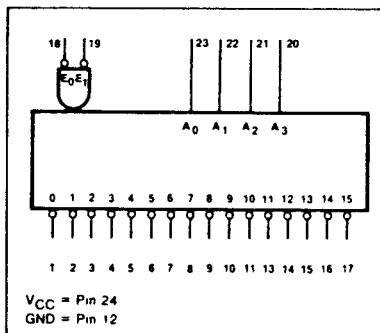 18 19 23 22 21 20
E0E1
A0 A1 A2 A3
0 1 2 3 4 5 6 7 8 9 10 11 12 13 14 15
1 2 3 4 5 6 7 8 9 10 11 13 14 15 16 17
VCC = Pin 24
GND = Pin 12